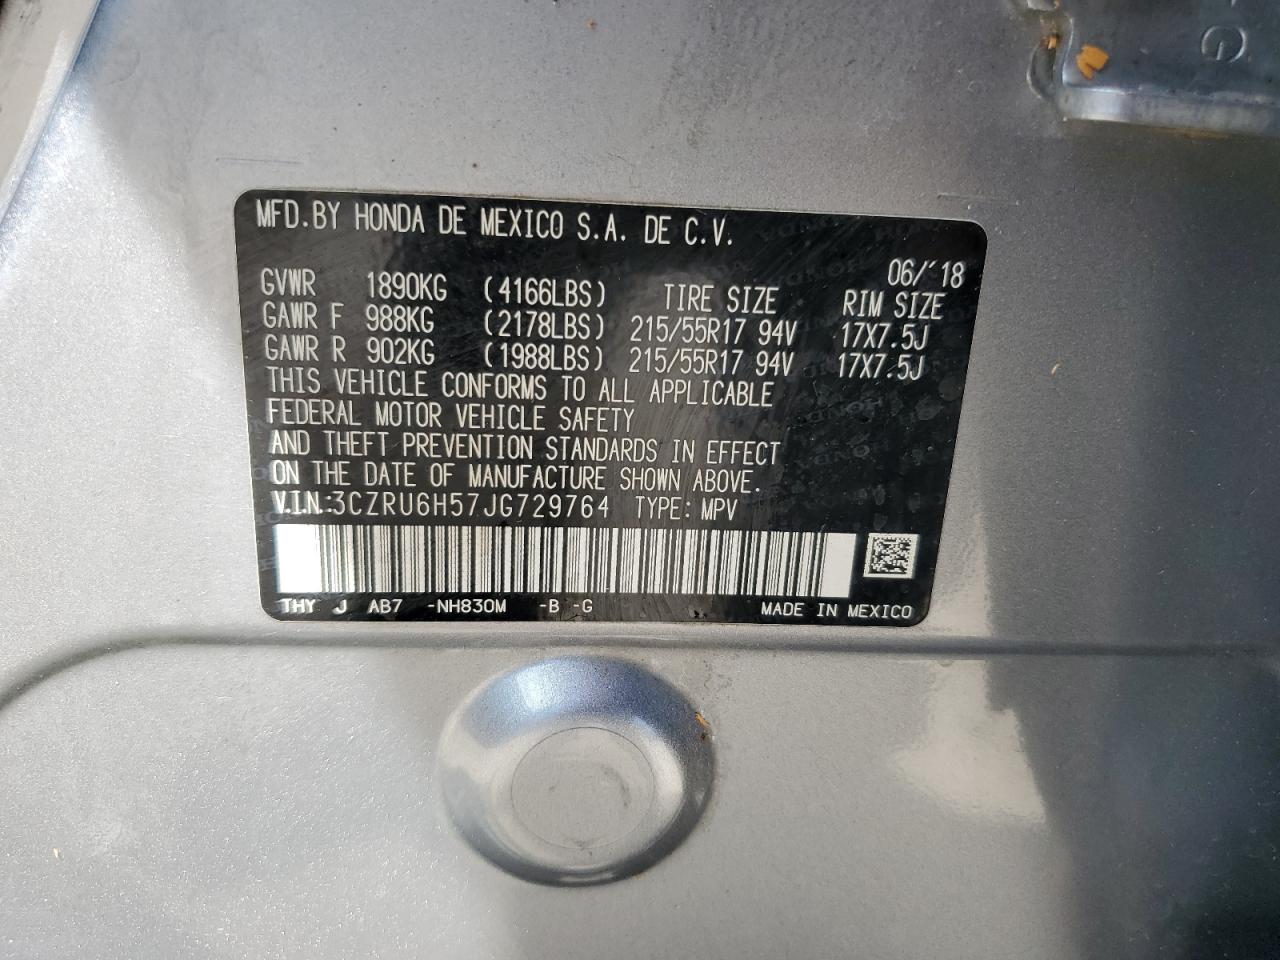 MFD.BY HONDA DE MEXICO S.A. DE C.V.
06/'18
GVWR 1890KG (4166LBS) TIRE SIZE RIM SIZE
GAWR F 988KG (2178LBS) 215/55R17 94V 17X7.5J
GAWR R 902KG (1988LBS) 215/55R17 94V 17X7.5J
THIS VEHICLE CONFORMS TO ALL APPLICABLE
FEDERAL MOTOR VEHICLE SAFETY
AND THEFT PREVENTION STANDARDS IN EFFECT
ON THE DATE OF MANUFACTURE SHOWN ABOVE.
V.I.N.:3CZRU6H57JG729764 TYPE: MPV
THY J AB7 -NH830M -B -G MADE IN MEXICO
G